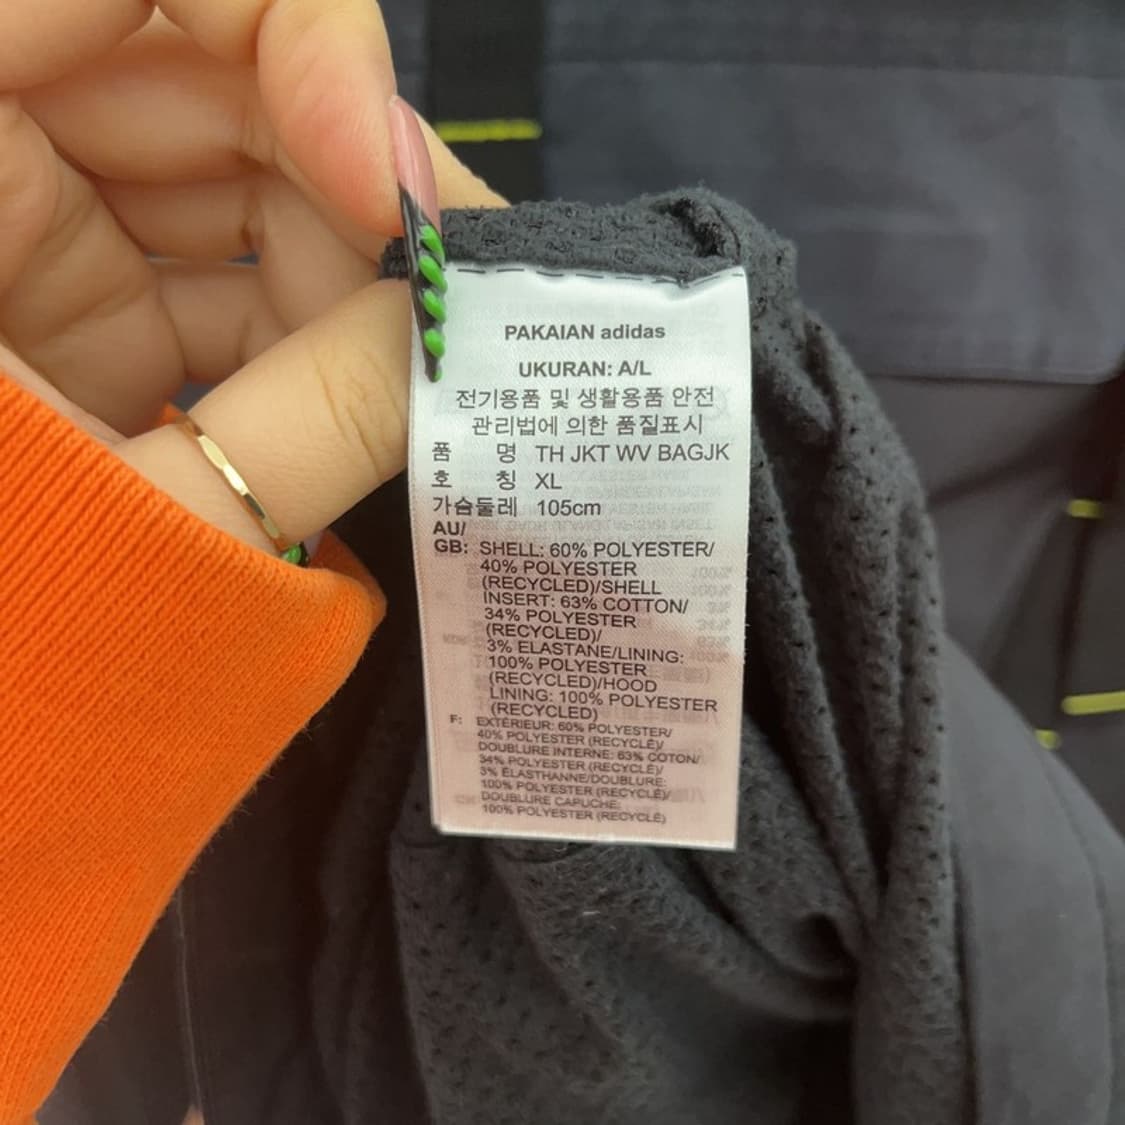 PAKAIAN adidas
UKURAN: A/L
전기용품 및 생활용품 안전
관리법에 의한 품질표시
품 명 TH JKT WV BAGJK
호 칭 XL
가슴둘레 105cm
AU/
GB: SHELL: 60% POLYESTER/
40% POLYESTER
(RECYCLED)/SHELL
INSERT: 63% COTTON/
34% POLYESTER
(RECYCLED)/
3% ELASTANE/LINING:
100% POLYESTER
(RECYCLED)/HOOD
LINING: 100% POLYESTER
(RECYCLED)
F: EXTÉRIEUR: 60% POLYESTER/
40% POLYESTER (RECYCLÉ)/
DOUBLURE INTERNE: 63% COTON/
34% POLYESTER (RECYCLÉ)/
3% ÉLASTHANNE/DOUBLURE:
100% POLYESTER (RECYCLÉ)/
DOUBLURE CAPUCHE:
100% POLYESTER (RECYCLÉ)